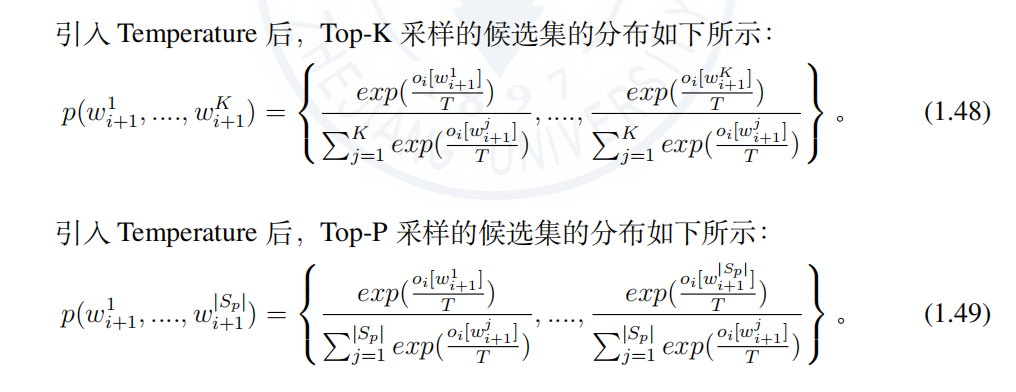 引入 Temperature 后，Top-K 采样的候选集的分布如下所示：
$p(w_{i+1}^{1}, ...., w_{i+1}^{K}) = \left\{ \frac{exp(\frac{o_i[w_{i+1}^{1}]}{T})}{\sum_{j=1}^{K} exp(\frac{o_i[w_{i+1}^{j}]}{T})}, ...., \frac{exp(\frac{o_i[w_{i+1}^{K}]}{T})}{\sum_{j=1}^{K} exp(\frac{o_i[w_{i+1}^{j}]}{T})} \right\}$ 。 (1.48)
引入 Temperature 后，Top-P 采样的候选集的分布如下所示：
$p(w_{i+1}^{1}, ...., w_{i+1}^{|S_p|}) = \left\{ \frac{exp(\frac{o_i[w_{i+1}^{1}]}{T})}{\sum_{j=1}^{|S_p|} exp(\frac{o_i[w_{i+1}^{j}]}{T})}, ...., \frac{exp(\frac{o_i[w_{i+1}^{|S_p|}]}{T})}{\sum_{j=1}^{|S_p|} exp(\frac{o_i[w_{i+1}^{j}]}{T})} \right\}$ 。 (1.49)